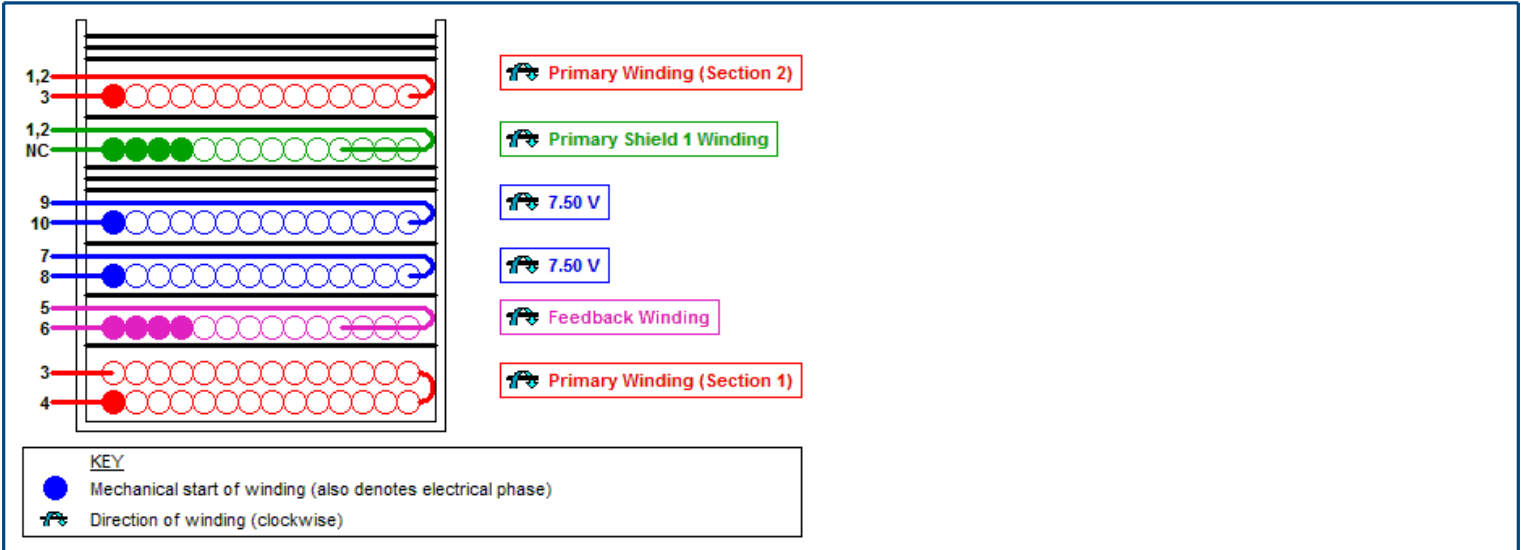 1,2
Primary Winding (Section 2)
3
1,2
Primary Shield 1 Winding
NC
9
7.50 V
10
7
7.50 V
8
5
Feedback Winding
6
3
Primary Winding (Section 1)
4
KEY
Mechanical start of winding (also denotes electrical phase)
Direction of winding (clockwise)